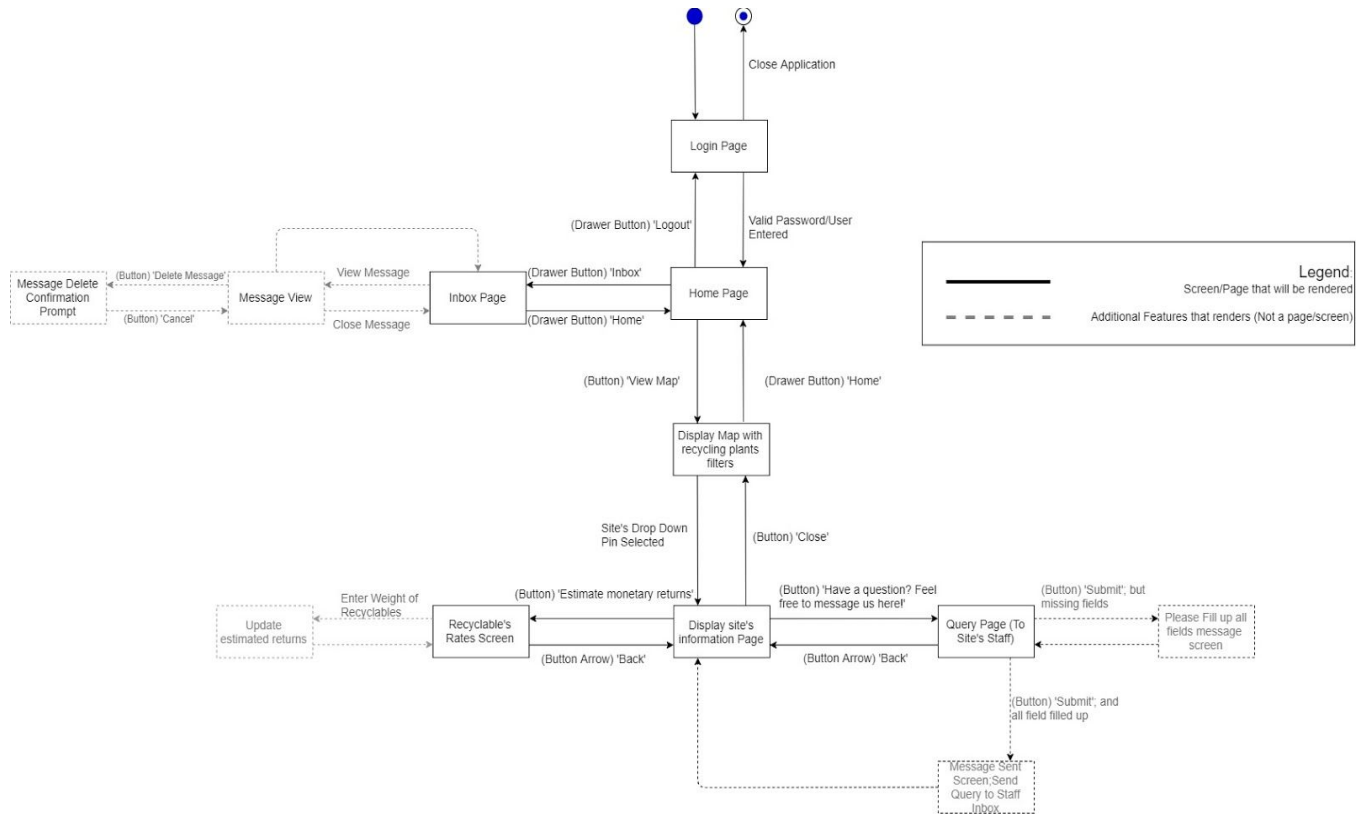 Close Application
Login Page
(Drawer Button) 'Logout'
Valid Password/User
Entered
Message Delete
Confirmation
Prompt
(Button) 'Delete Message'
(Button) 'Cancel'
Message View
View Message
Close Message
Inbox Page
(Drawer Button) 'Inbox'
(Drawer Button) 'Home'
Home Page
Legend:
Screen/Page that will be rendered
Additional Features that renders (Not a page/screen)
(Button) 'View Map'
(Drawer Button) 'Home'
Display Map with
recycling plants
filters
Site's Drop Down
Pin Selected
(Button) 'Close'
Update
estimated returns
Enter Weight of
Recyclables
Recyclable's
Rates Screen
(Button) 'Estimate monetary returns'
(Button Arrow) 'Back'
Display site's
information Page
(Button) 'Have a question? Feel
free to message us here!'
(Button Arrow) 'Back'
Query Page (To
Site's Staff)
(Button) 'Submit'; but
missing fields
Please Fill up all
fields message
screen
(Button) 'Submit'; and
all field filled up
Message Sent
Screen;Send
Query to Staff
Inbox